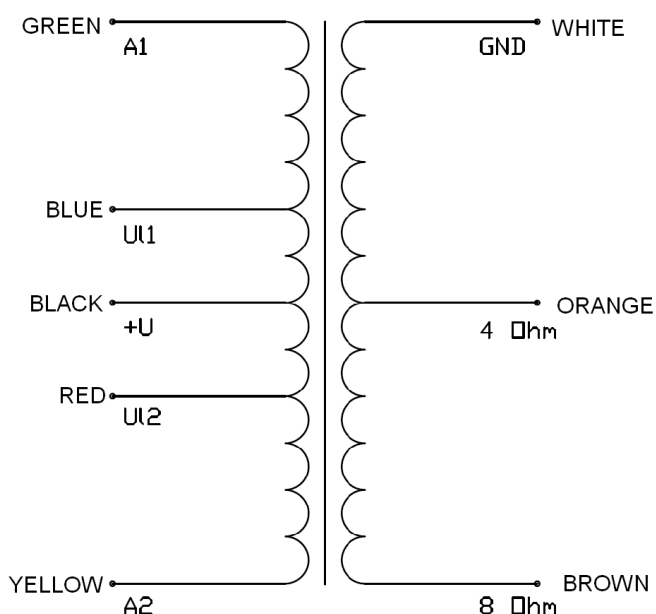 GREEN
A1
WHITE
GND
BLUE
Ul1
BLACK
+U
ORANGE
4 Ohm
RED
Ul2
YELLOW
A2
BROWN
8 Ohm